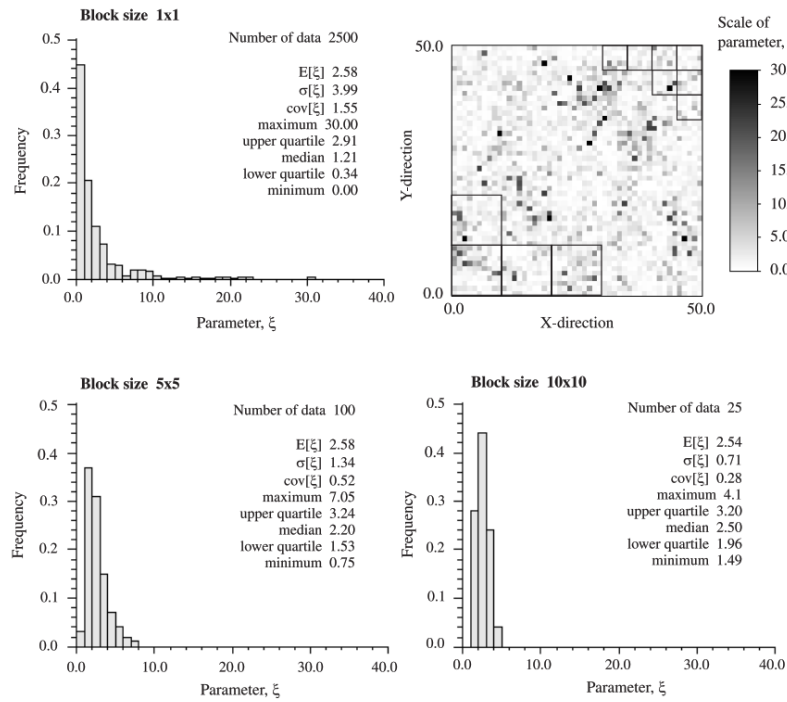 Block size 1x1
0.5
0.4
0.3
0.2
0.1
0.0
Frequency
Number of data 2500
E[ξ] 2.58
σ[ξ] 3.99
cov[ξ] 1.55
maximum 30.00
upper quartile 2.91
median 1.21
lower quartile 0.34
minimum 0.00
0.0 10.0 20.0 30.0 40.0
Parameter, ξ
50.0
Y-direction
0.0
0.0 50.0
X-direction
Scale of
parameter,
30
25
20
15
10
5.0
0.0
Block size 5x5
0.5
0.4
0.3
0.2
0.1
0.0
Frequency
Number of data 100
E[ξ] 2.58
σ[ξ] 1.34
cov[ξ] 0.52
maximum 7.05
upper quartile 3.24
median 2.20
lower quartile 1.53
minimum 0.75
0.0 10.0 20.0 30.0 40.0
Parameter, ξ
Block size 10x10
0.5
0.4
0.3
0.2
0.1
0.0
Frequency
Number of data 25
E[ξ] 2.54
σ[ξ] 0.71
cov[ξ] 0.28
maximum 4.1
upper quartile 3.20
median 2.50
lower quartile 1.96
minimum 1.49
0.0 10.0 20.0 30.0 40.0
Parameter, ξ